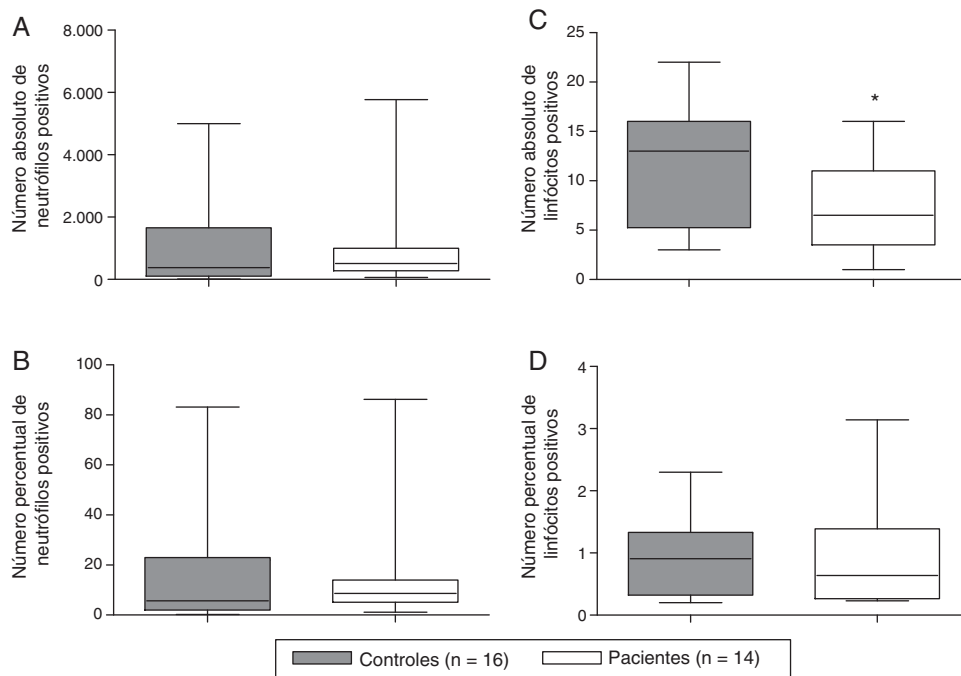 A
Número absoluto de
neutrófilos positivos
8.000
6.000
4.000
2.000
0
C
Número absoluto de
linfócitos positivos
25
20
15
10
5
0
*
B
Número percentual de
neutrófilos positivos
100
80
60
40
20
0
D
Número percentual de
linfócitos positivos
4
3
2
1
0
Controles (n = 16)
Pacientes (n = 14)